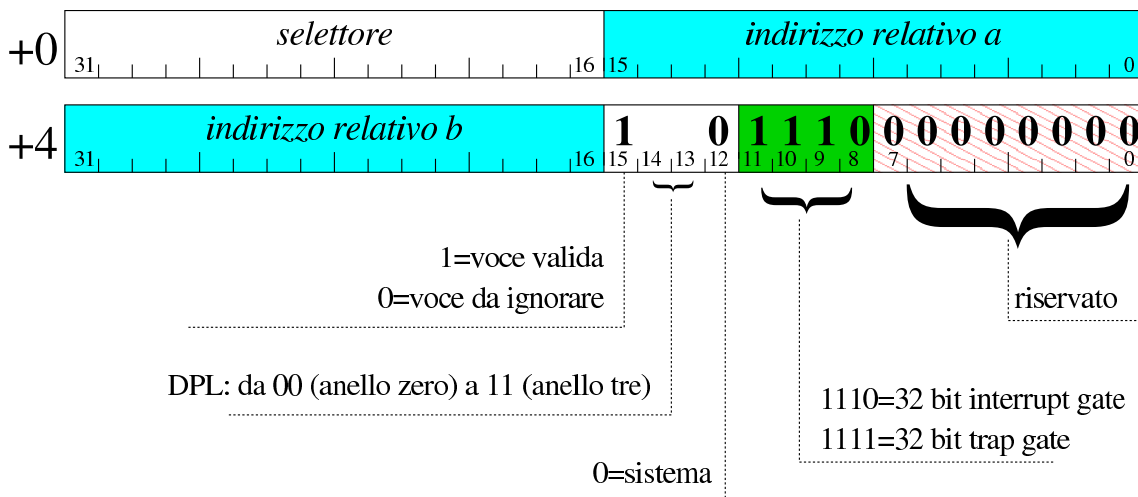 selettore indirizzo relativo a
+0
31 16 15 0
indirizzo relativo b 1 0 1 1 1 0 0 0 0 0 0 0 0 0
+4
31 16 15 14 13 12 11 10 9 8 7 0
1=voce valida
0=voce da ignorare
riservato
DPL: da 00 (anello zero) a 11 (anello tre)
1110=32 bit interrupt gate
1111=32 bit trap gate
0=sistema